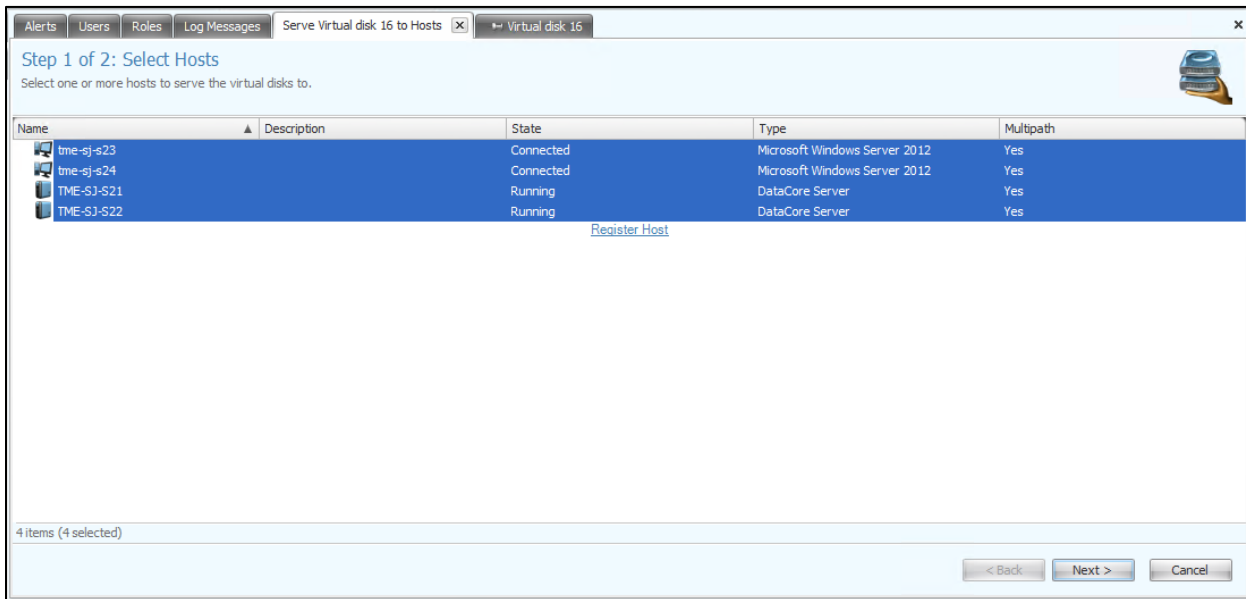 Alerts Users Roles Log Messages Serve Virtual disk 16 to Hosts Virtual disk 16
Step 1 of 2: Select Hosts
Select one or more hosts to serve the virtual disks to.
Name Description State Type Multipath
tme-sj-s23 Connected Microsoft Windows Server 2012 Yes
tme-sj-s24 Connected Microsoft Windows Server 2012 Yes
TME-SJ-S21 Running DataCore Server Yes
TME-SJ-S22 Running DataCore Server Yes
Register Host
4 items (4 selected)
< Back Next > Cancel